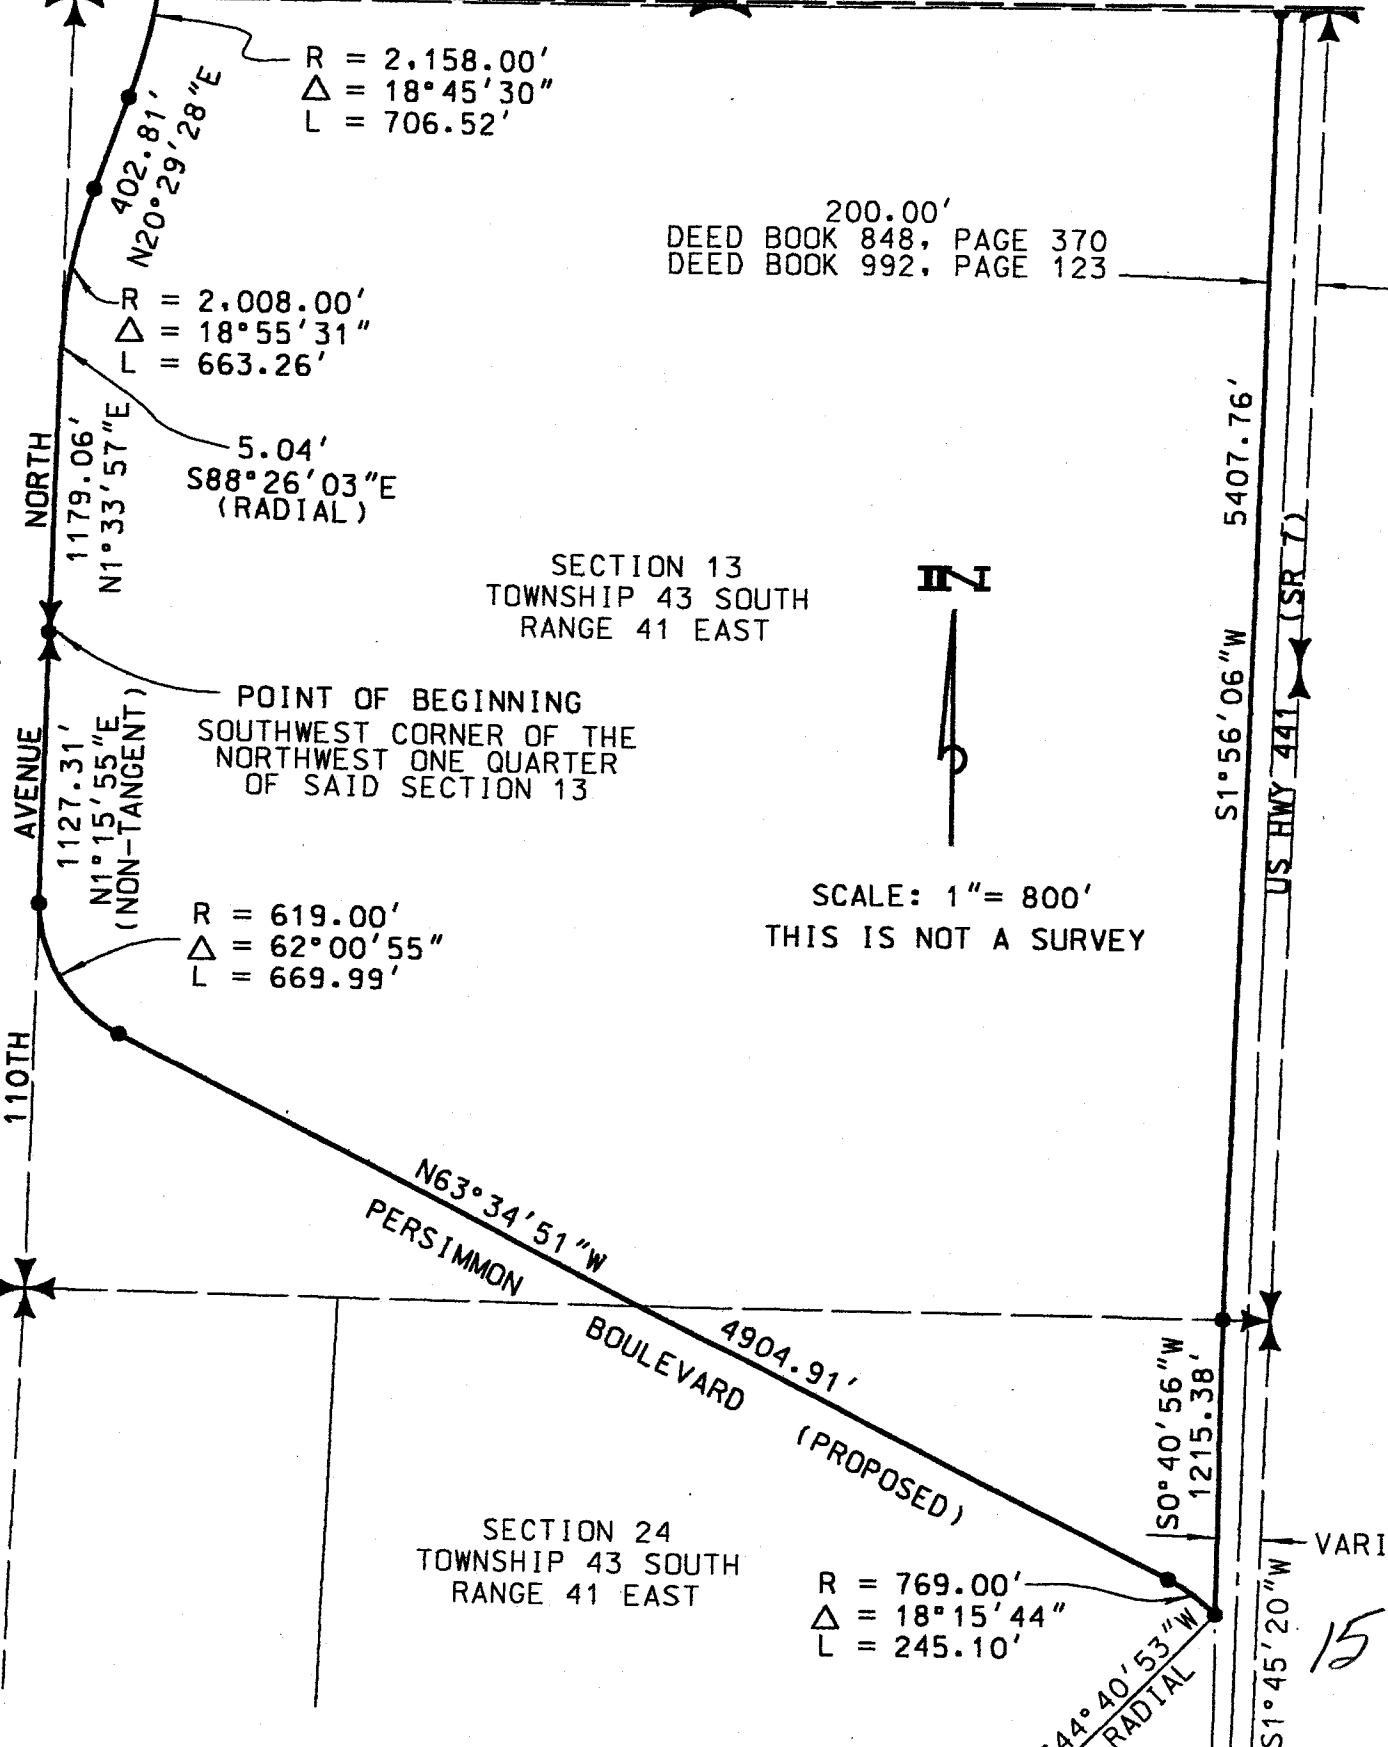 R = 2,158.00'
△ = 18°45'30"
L = 706.52'
402.81'
N20°29'28"E
200.00'
DEED BOOK 848, PAGE 370
DEED BOOK 992, PAGE 123
R = 2,008.00'
△ = 18°55'31"
L = 663.26'
5.04'
S88°26'03"E
(RADIAL)
NORTH
1179.06'
N1°33'57"E
5407.76'
S1°56'06"W
US HWY 441 (SR 7)
SECTION 13
TOWNSHIP 43 SOUTH
RANGE 41 EAST
N
POINT OF BEGINNING
SOUTHWEST CORNER OF THE
NORTHWEST ONE QUARTER
OF SAID SECTION 13
AVENUE
1127.31'
N1°15'55"E
(NON-TANGENT)
SCALE: 1"= 800'
THIS IS NOT A SURVEY
R = 619.00'
△ = 62°00'55"
L = 669.99'
110TH
N63°34'51"W
PERSIMMON
BOULEVARD
(PROPOSED)
4904.91'
S0°40'56"W
1215.38'
SECTION 24
TOWNSHIP 43 SOUTH
RANGE 41 EAST
R = 769.00'
△ = 18°15'44"
L = 245.10'
VARI
S1°45'20"W
44°40'53"W
RADIAL
15